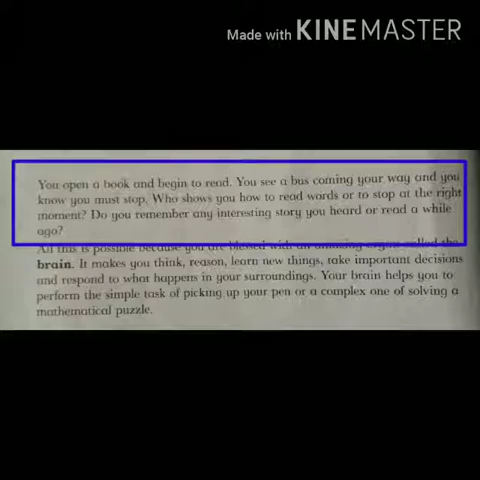 Made with KINEMASTER
You open a book and begin to read. You see a bus coming your way and you
know you must stop. Who shows you how to read words or to stop at the right
moment? Do you remember any interesting story you heard or read a while
ago?
All this is possible because you are blessed with an amazing organ called the
brain. It makes you think, reason, learn new things, take important decisions
and respond to what happens in your surroundings. Your brain helps you to
perform the simple task of picking up your pen or a complex one of solving a
mathematical puzzle.